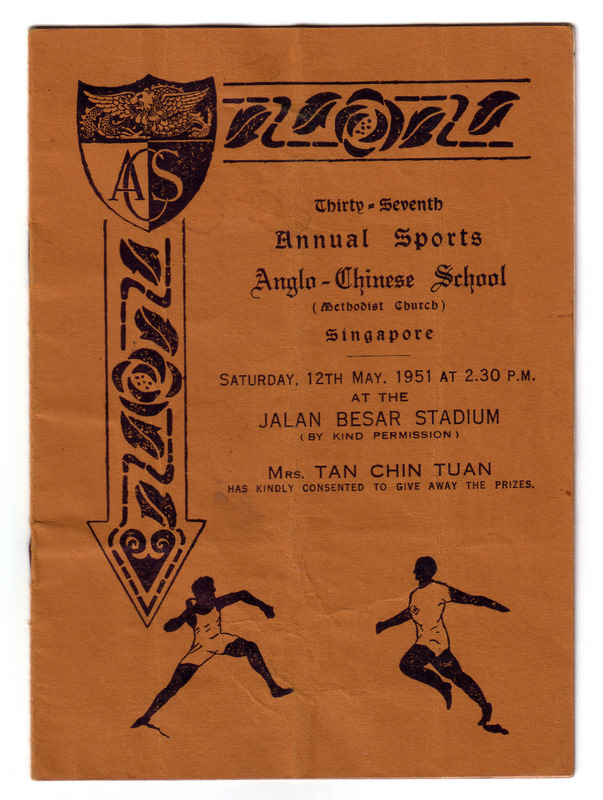 ACS
Thirty-Seventh
Annual Sports
Anglo-Chinese School
(Methodist Church)
Singapore
SATURDAY, 12TH MAY, 1951 AT 2.30 P.M.
AT THE
JALAN BESAR STADIUM
(BY KIND PERMISSION)
MRS. TAN CHIN TUAN
HAS KINDLY CONSENTED TO GIVE AWAY THE PRIZES.